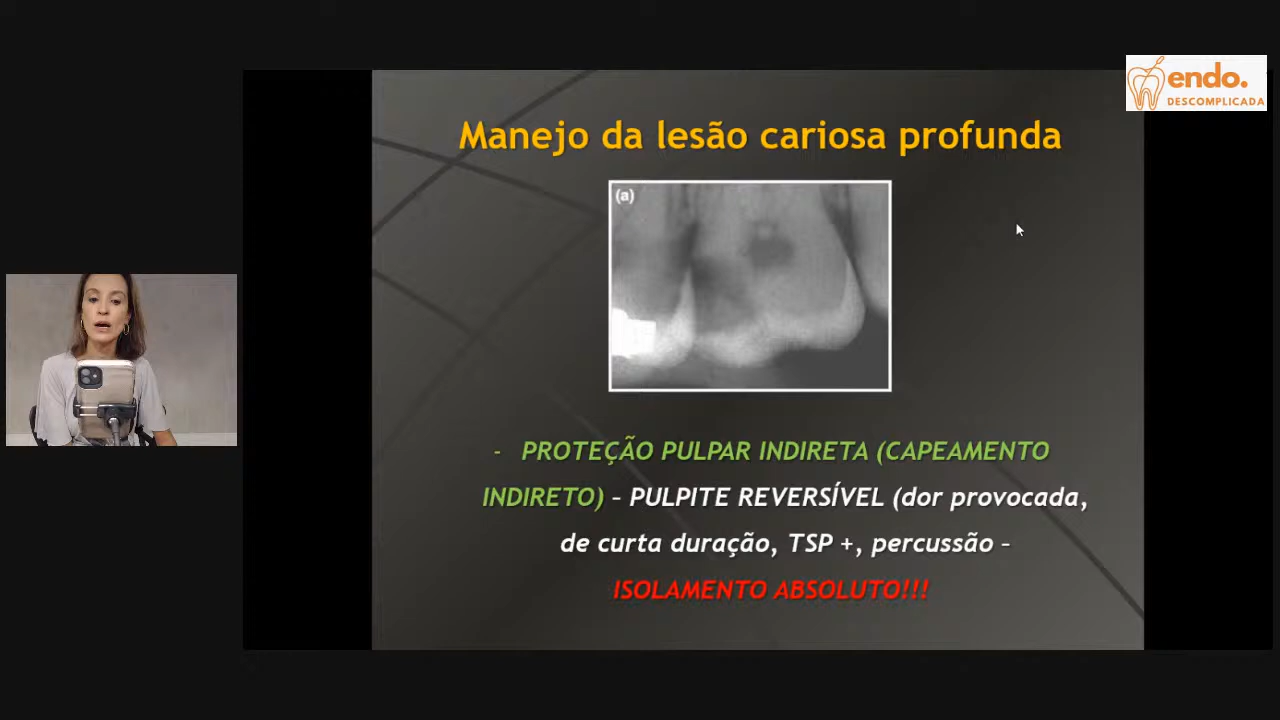 endo.
DESCOMPLICADA
Manejo da lesão cariosa profunda
(a)
- PROTEÇÃO PULPAR INDIRETA (CAPEAMENTO
INDIRETO) – PULPITE REVERSÍVEL (dor provocada,
de curta duração, TSP +, percussão –
ISOLAMENTO ABSOLUTO!!!